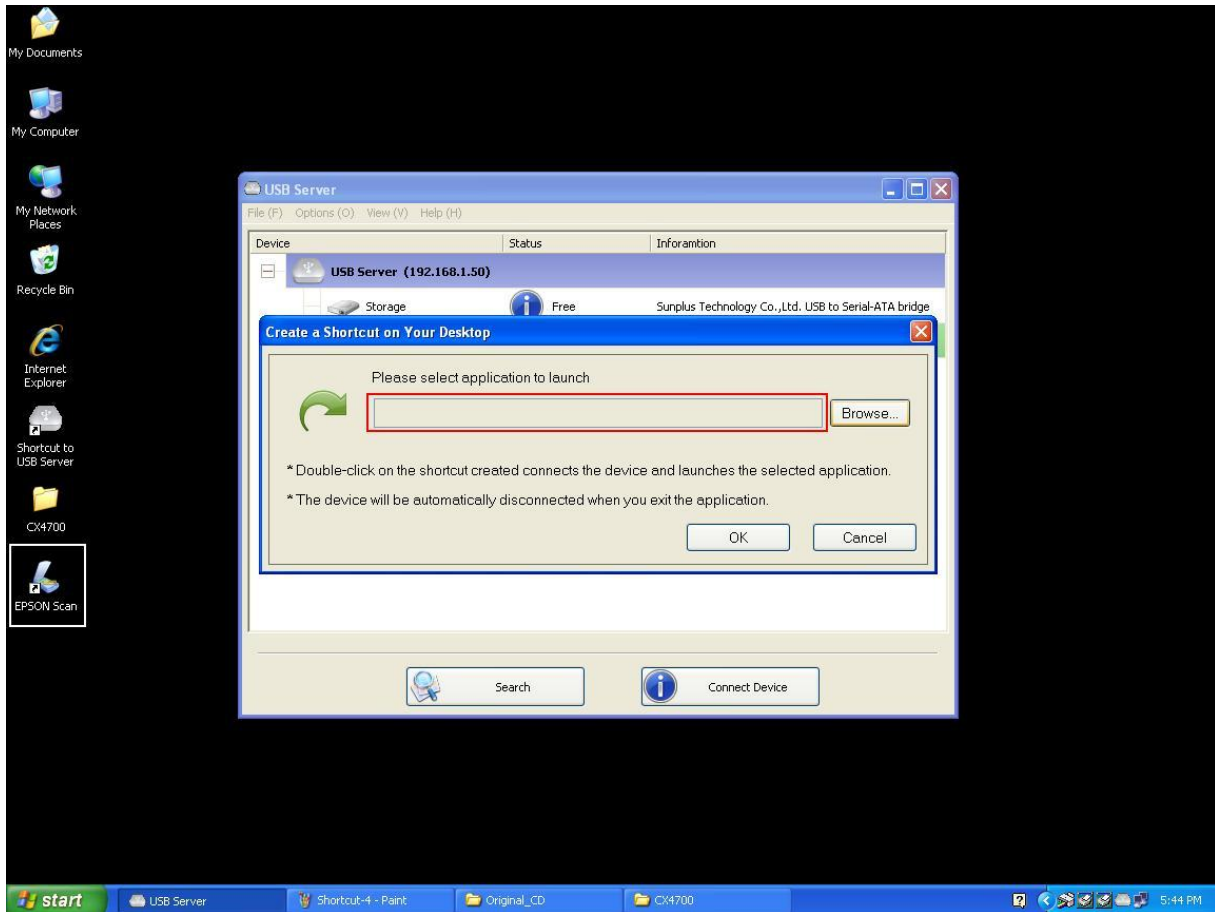 My Documents
My Computer
My Network
Places
Recycle Bin
Internet
Explorer
Shortcut to
USB Server
CX4700
EPSON Scan
USB Server
File (F) Options (O) View (V) Help (H)
Device Status Inforamtion
USB Server (192.168.1.50)
Storage Free Sunplus Technology Co.,Ltd. USB to Serial-ATA bridge
Create a Shortcut on Your Desktop
Please select application to launch
Browse...
* Double-click on the shortcut created connects the device and launches the selected application.
* The device will be automatically disconnected when you exit the application.
OK Cancel
Search Connect Device
start USB Server Shortcut-4 - Paint Original_CD CX4700 5:44 PM